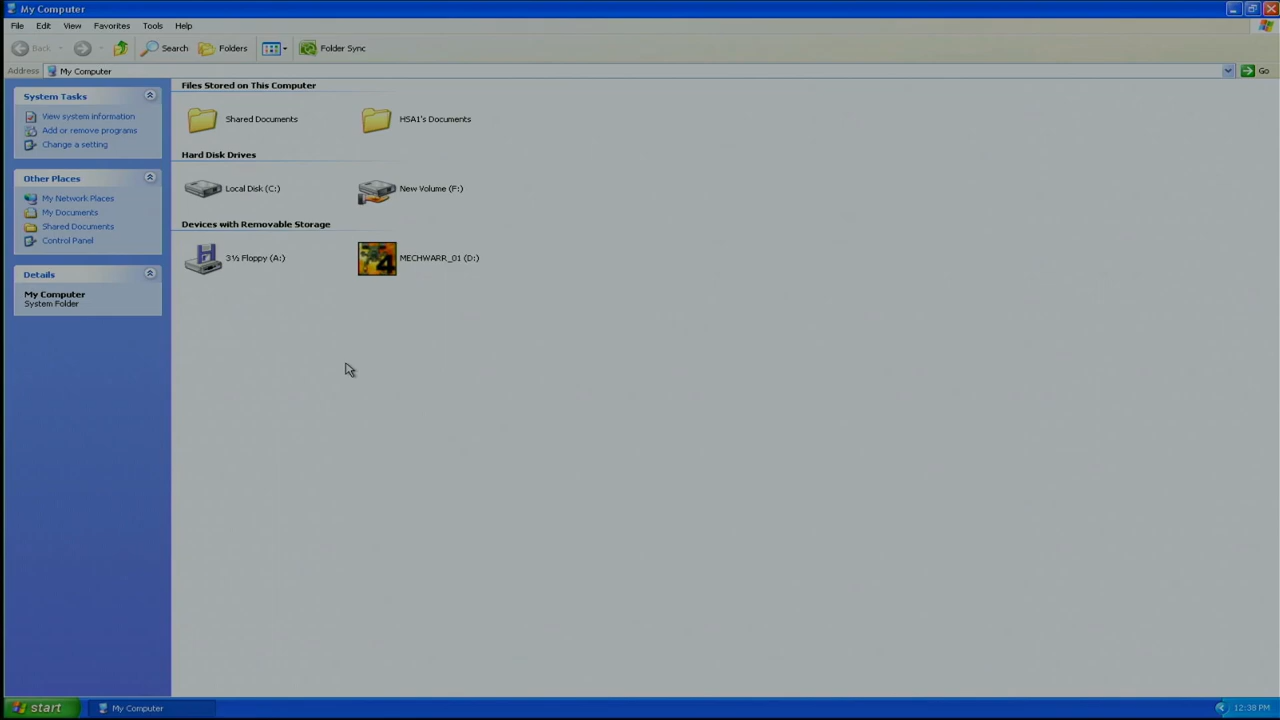 My Computer
File Edit View Favorites Tools Help
Back Search Folders Folder Sync
Address My Computer Go
System Tasks
View system information
Add or remove programs
Change a setting
Other Places
My Network Places
My Documents
Shared Documents
Control Panel
Details
My Computer
System Folder
Files Stored on This Computer
Shared Documents HSA1's Documents
Hard Disk Drives
Local Disk (C:) New Volume (F:)
Devices with Removable Storage
3½ Floppy (A:) MECHWARR_01 (D:)
4
start My Computer 12:38 PM